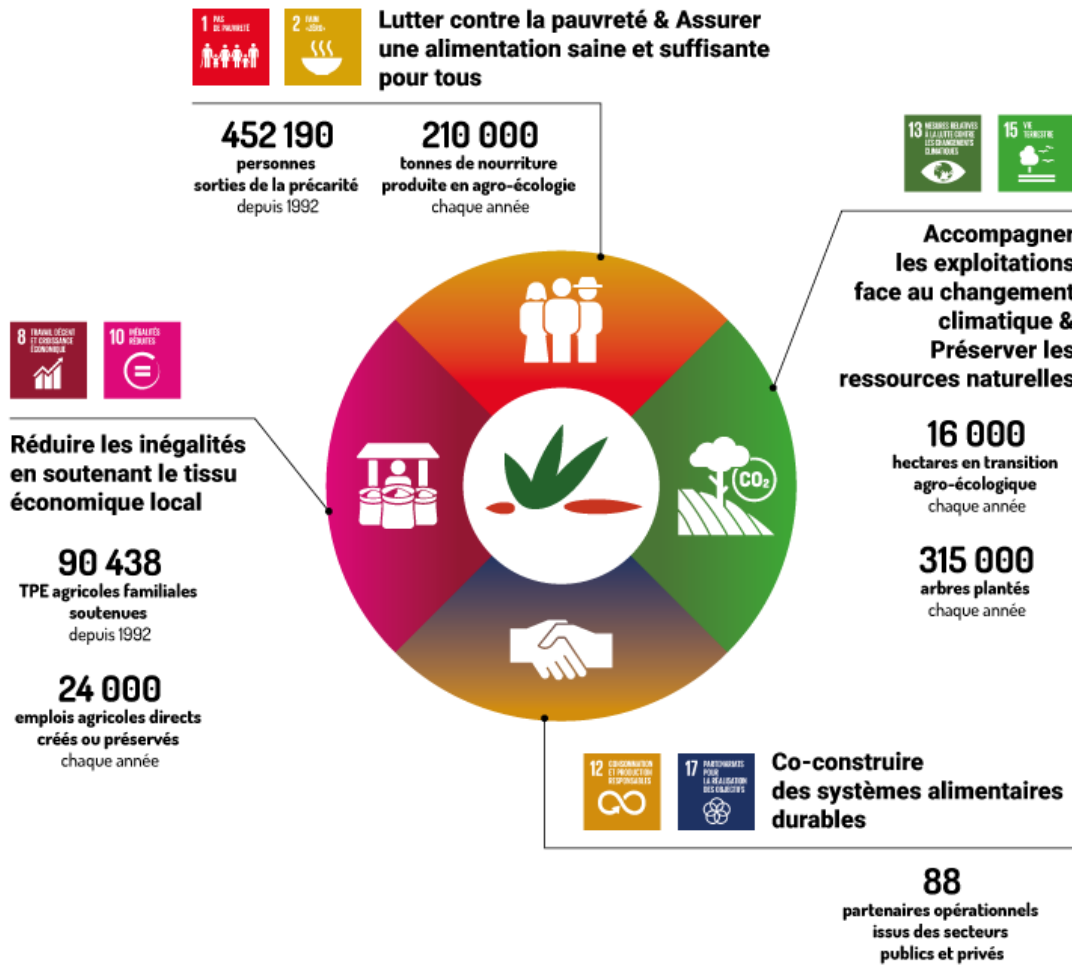 1 PAS
DE PAUVRETÉ
2 FAIM
«ZÉRO»
Lutter contre la pauvreté & Assurer
une alimentation saine et suffisante
pour tous
452 190
personnes
sorties de la précarité
depuis 1992
210 000
tonnes de nourriture
produite en agro-écologie
chaque année
13 MESURES RELATIVES
À LA LUTTE CONTRE
LES CHANGEMENTS
CLIMATIQUES
15 VIE
TERRESTRE
Accompagner
les exploitations
face au changement
climatique &
Préserver les
ressources naturelles
16 000
hectares en transition
agro-écologique
chaque année
315 000
arbres plantés
chaque année
CO₂
8 TRAVAIL DÉCENT
ET CROISSANCE
ÉCONOMIQUE
10 INÉGALITÉS
RÉDUITES
Réduire les inégalités
en soutenant le tissu
économique local
90 438
TPE agricoles familiales
soutenues
depuis 1992
24 000
emplois agricoles directs
créés ou préservés
chaque année
12 CONSOMMATION
ET PRODUCTION
RESPONSABLES
17 PARTENARIATS
POUR
LA RÉALISATION
DES OBJECTIFS
Co-construire
des systèmes alimentaires
durables
88
partenaires opérationnels
issus des secteurs
publics et privés